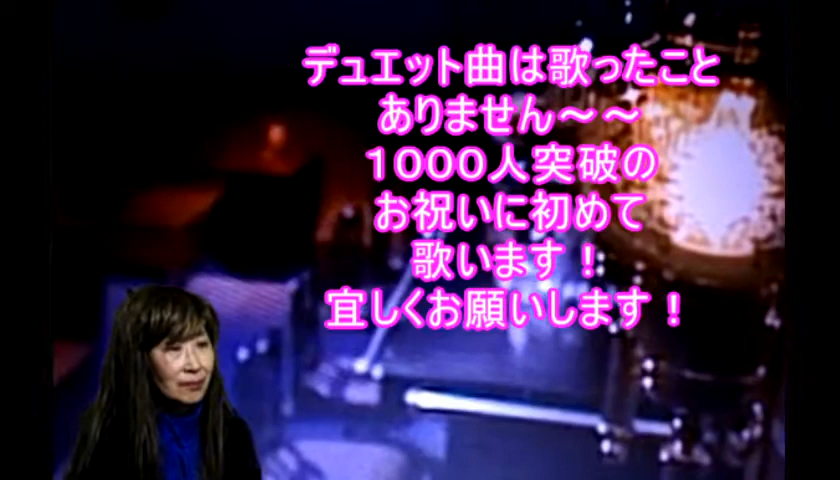 デュエット曲は歌ったこと
ありません～～
１０００人突破の
お祝いに初めて
歌います！
宜しくお願いします！